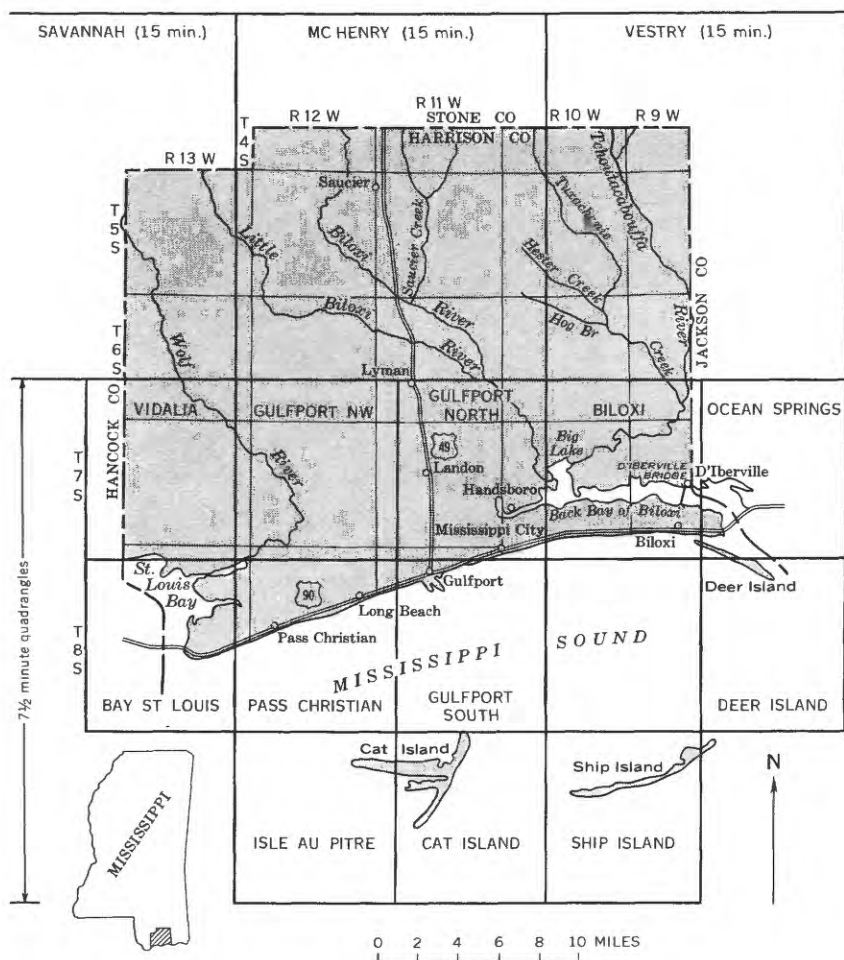 SAVANNAH (15 min.)
MC HENRY (15 min.)
VESTRY (15 min.)
R 13 W
R 12 W
R 11 W
R 10 W
R 9 W
STONE CO
HARRISON CO
T 4 S
T 5 S
T 6 S
T 7 S
T 8 S
HANCOCK CO
JACKSON CO
Saucier
Little
Biloxi
Biloxi
River
River
Saucier Creek
Tuxachanie
Creek
Tchoutacabouffa
River
Hester Creek
Hog Br
Wolf
River
Lyman
VIDALIA
GULFPORT NW
GULFPORT
NORTH
BILOXI
OCEAN SPRINGS
49
Landon
Big
Lake
D'IBERVILLE
BRIDGE
D'Iberville
Handsboro
Back Bay of Biloxi
Mississippi City
Biloxi
St.
Louis
Bay
Gulfport
Deer Island
90
Long Beach
Pass Christian
MISSISSIPPI SOUND
BAY ST LOUIS
PASS CHRISTIAN
GULFPORT
SOUTH
DEER ISLAND
7½ minute quadrangles
Cat Island
Ship Island
N
MISSISSIPPI
ISLE AU PITRE
CAT ISLAND
SHIP ISLAND
0 2 4 6 8 10 MILES